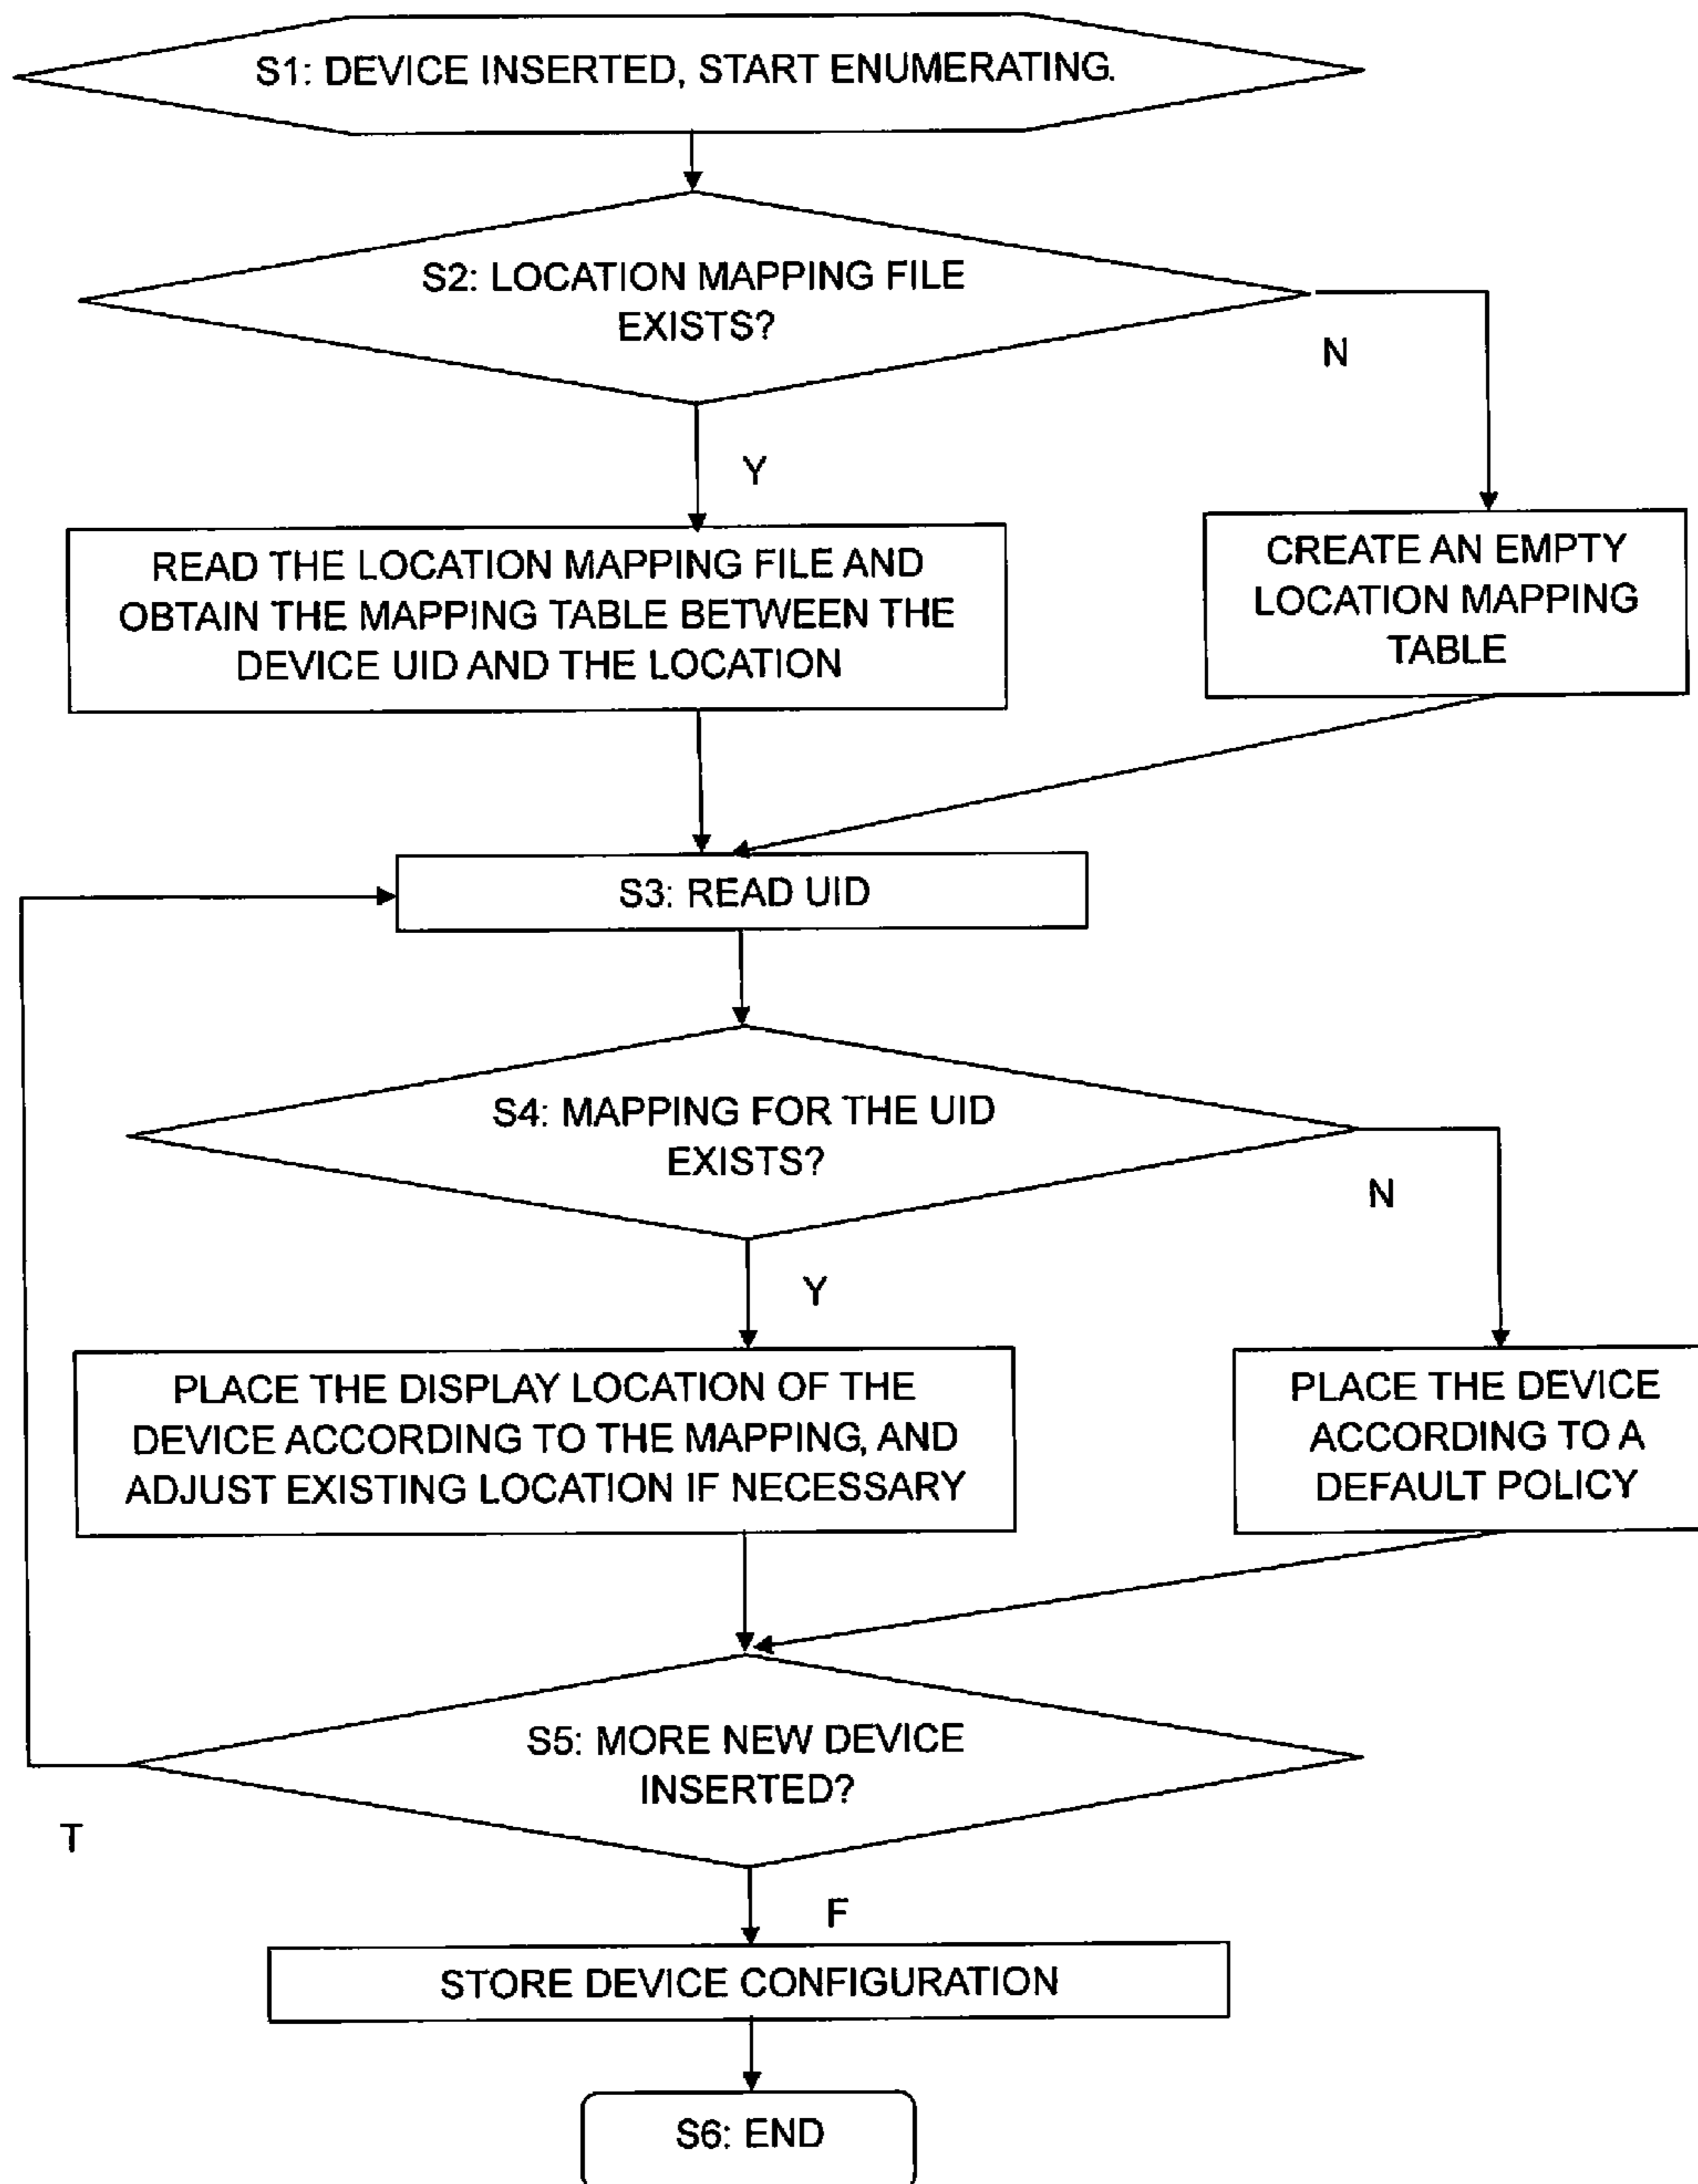 S1: DEVICE INSERTED, START ENUMERATING.
S2: LOCATION MAPPING FILE
EXISTS?
N
Y
READ THE LOCATION MAPPING FILE AND
OBTAIN THE MAPPING TABLE BETWEEN THE
DEVICE UID AND THE LOCATION
CREATE AN EMPTY
LOCATION MAPPING
TABLE
S3: READ UID
S4: MAPPING FOR THE UID
EXISTS?
N
Y
PLACE THE DISPLAY LOCATION OF THE
DEVICE ACCORDING TO THE MAPPING, AND
ADJUST EXISTING LOCATION IF NECESSARY
PLACE THE DEVICE
ACCORDING TO A
DEFAULT POLICY
S5: MORE NEW DEVICE
INSERTED?
T
F
STORE DEVICE CONFIGURATION
S6: END